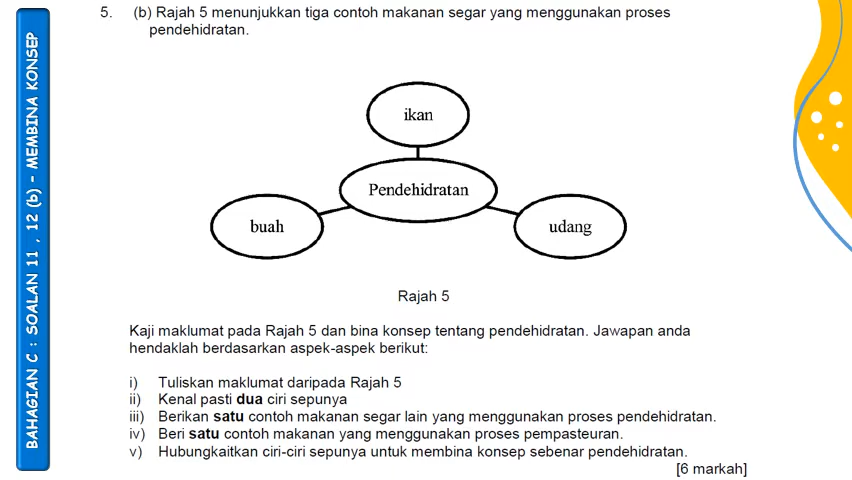 BAHAGIAN C : SOALAN 11 , 12 (b) - MEMBINA KONSEP
5. (b) Rajah 5 menunjukkan tiga contoh makanan segar yang menggunakan proses
pendehidratan.
ikan
Pendehidratan
buah
udang
Rajah 5
Kaji maklumat pada Rajah 5 dan bina konsep tentang pendehidratan. Jawapan anda
hendaklah berdasarkan aspek-aspek berikut:
i) Tuliskan maklumat daripada Rajah 5
ii) Kenal pasti dua ciri sepunya
iii) Berikan satu contoh makanan segar lain yang menggunakan proses pendehidratan.
iv) Beri satu contoh makanan yang menggunakan proses pempasteuran.
v) Hubungkaitkan ciri-ciri sepunya untuk membina konsep sebenar pendehidratan.
[6 markah]